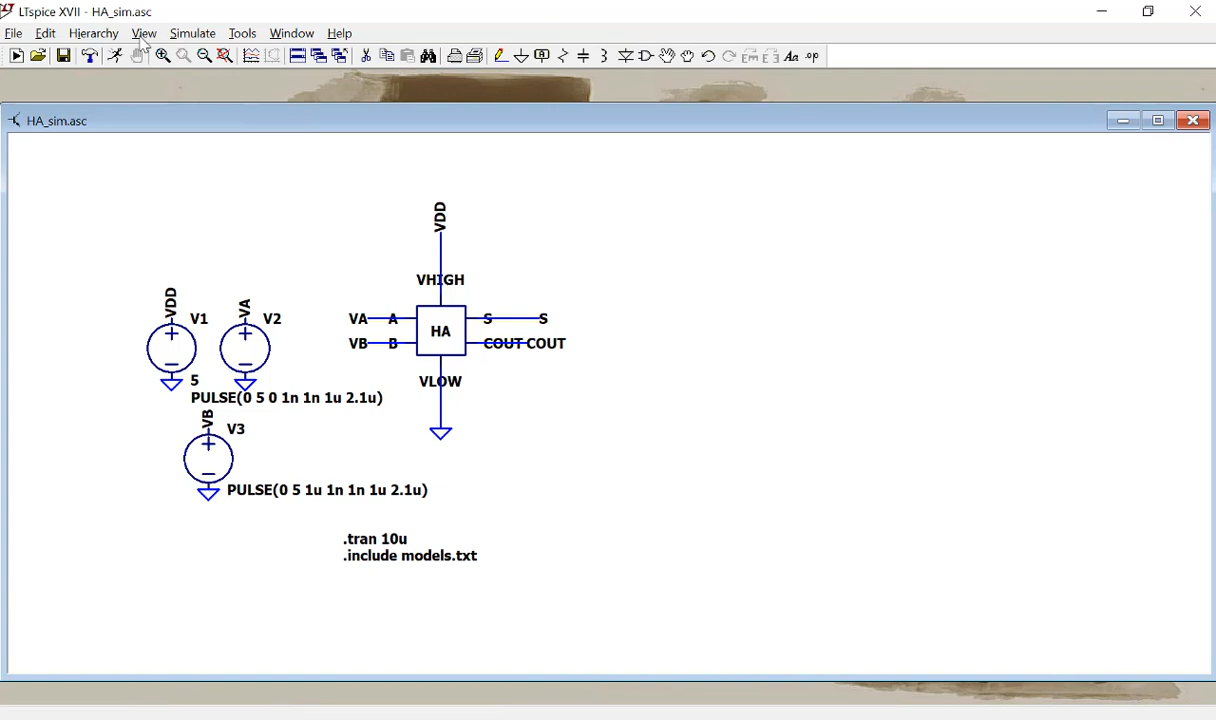 LTspice XVII - HA_sim.asc
File Edit Hierarchy View Simulate Tools Window Help
Aa .op
HA_sim.asc
VDD
VHIGH
VDD VA
V1 V2 VA A S S
HA
VB B COUT COUT
5 VLOW
PULSE(0 5 0 1n 1n 1u 2.1u)
VB V3
PULSE(0 5 1u 1n 1n 1u 2.1u)
.tran 10u
.include models.txt